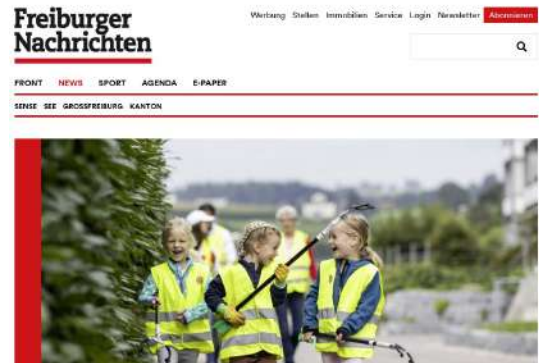 Freiburger
Nachrichten
Werbung Stellen Immobilien Service Login Newsletter Abonnieren
FRONT NEWS SPORT AGENDA E-PAPER
SENSE SEE GROSSFREIBURG KANTON